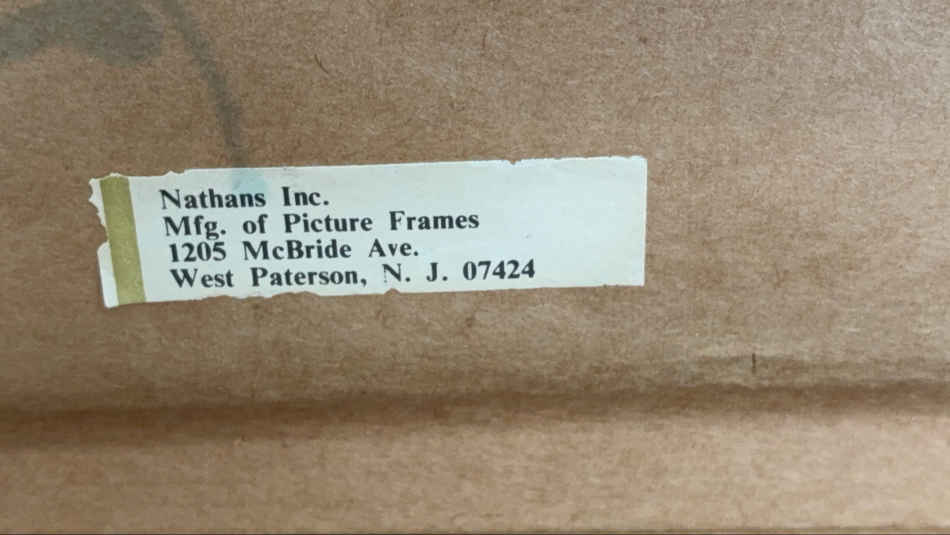 Nathans Inc.
Mfg. of Picture Frames
1205 McBride Ave.
West Paterson, N. J. 07424